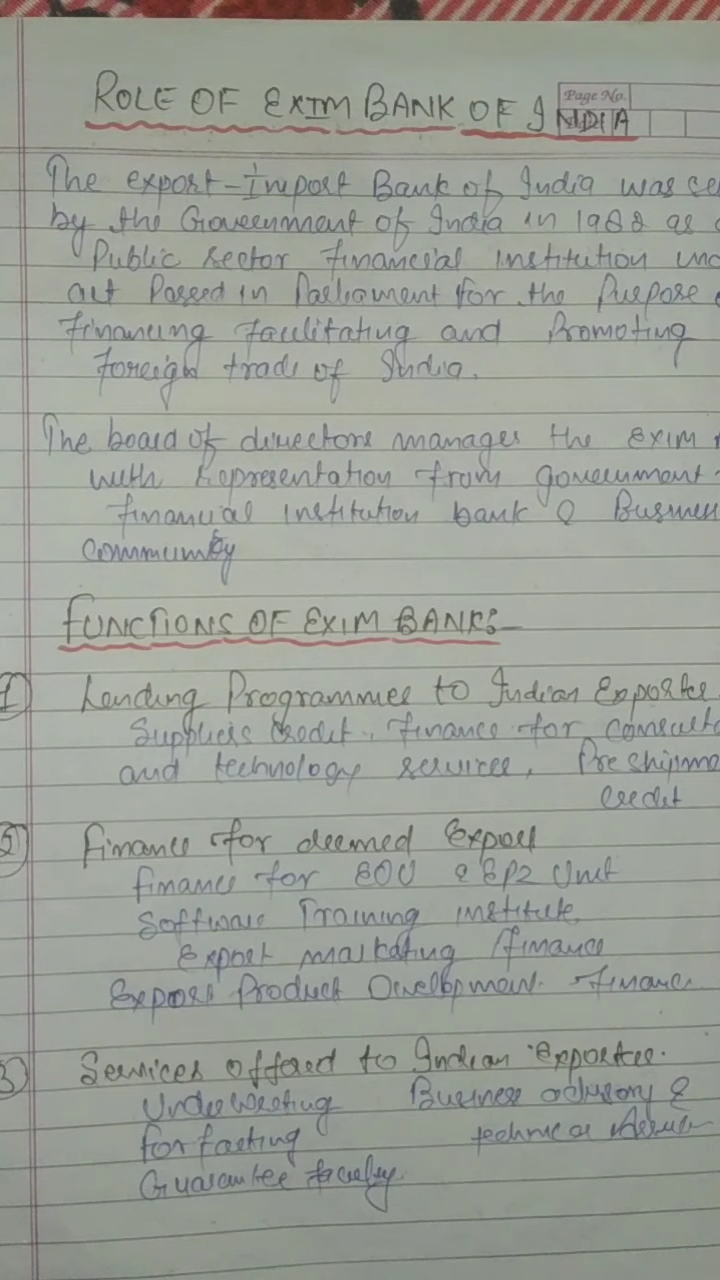 ROLE OF EXIM BANK OF INDIA
Page No.
The export-Import Bank of India was
by the Government of India in 1982 as
Public sector financial institution
act Passed in Parliament for the Purpose
financing facilitating and Promoting
foreign trade of India.
The board of directors manages the EXIM
with Representation from government
financial institution bank & Business
community
FUNCTIONS OF EXIM BANK:-
1 Lending Programmes to Indian Exporter
Suppliers Credit, finance for
and technology services, Pre
credit
2 Finance for deemed Export
finance for EOU & EPZ Unit
Software Training institute
Export marketing finance
Export Product Development finance
3 Services offered to Indian Exporter.
Underwriting Business advisory &
forfaiting technical
Guarantee